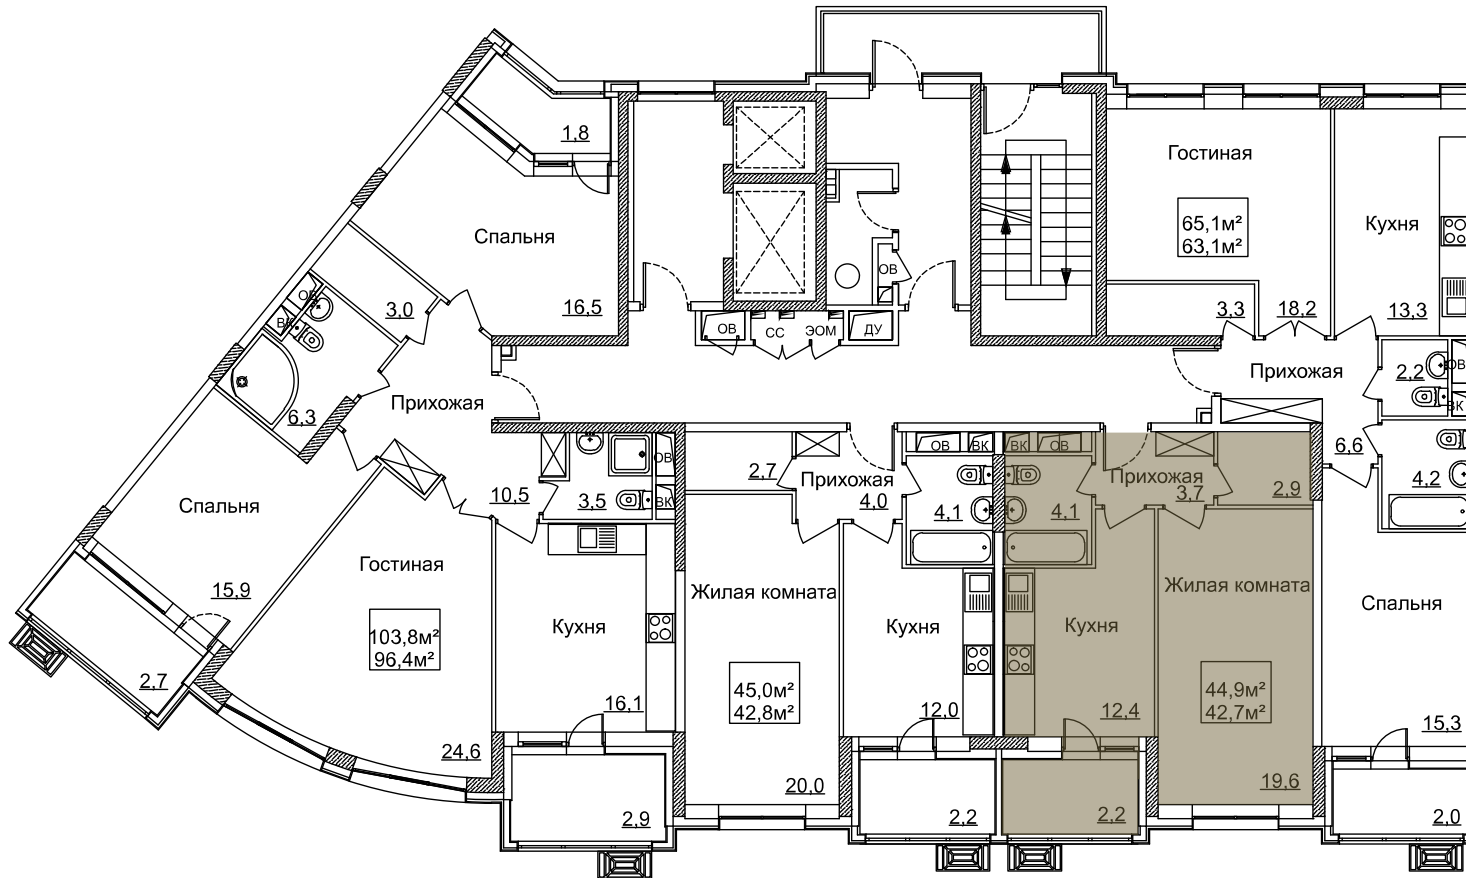 1,8
Гостиная
65,1м²
63,1м²
Кухня
Спальня
ОВ
ОВ
ВК
3,0
16,5
3,3
18,2
13,3
ОВ
СС
ЭОМ
ДУ
Прихожая
2,2
ОВ
ВК
6,3
Прихожая
ОВ
ВК
ВК
ОВ
6,6
4,2
ОВ
ВК
2,7
Прихожая
4,0
4,1
4,1
Прихожая
3,7
2,9
Спальня
10,5
3,5
15,9
Гостиная
103,8м²
96,4м²
Кухня
16,1
Жилая комната
45,0м²
42,8м²
Кухня
12,0
Кухня
12,4
Жилая комната
44,9м²
42,7м²
Спальня
15,3
2,7
24,6
20,0
19,6
2,9
2,2
2,2
2,0